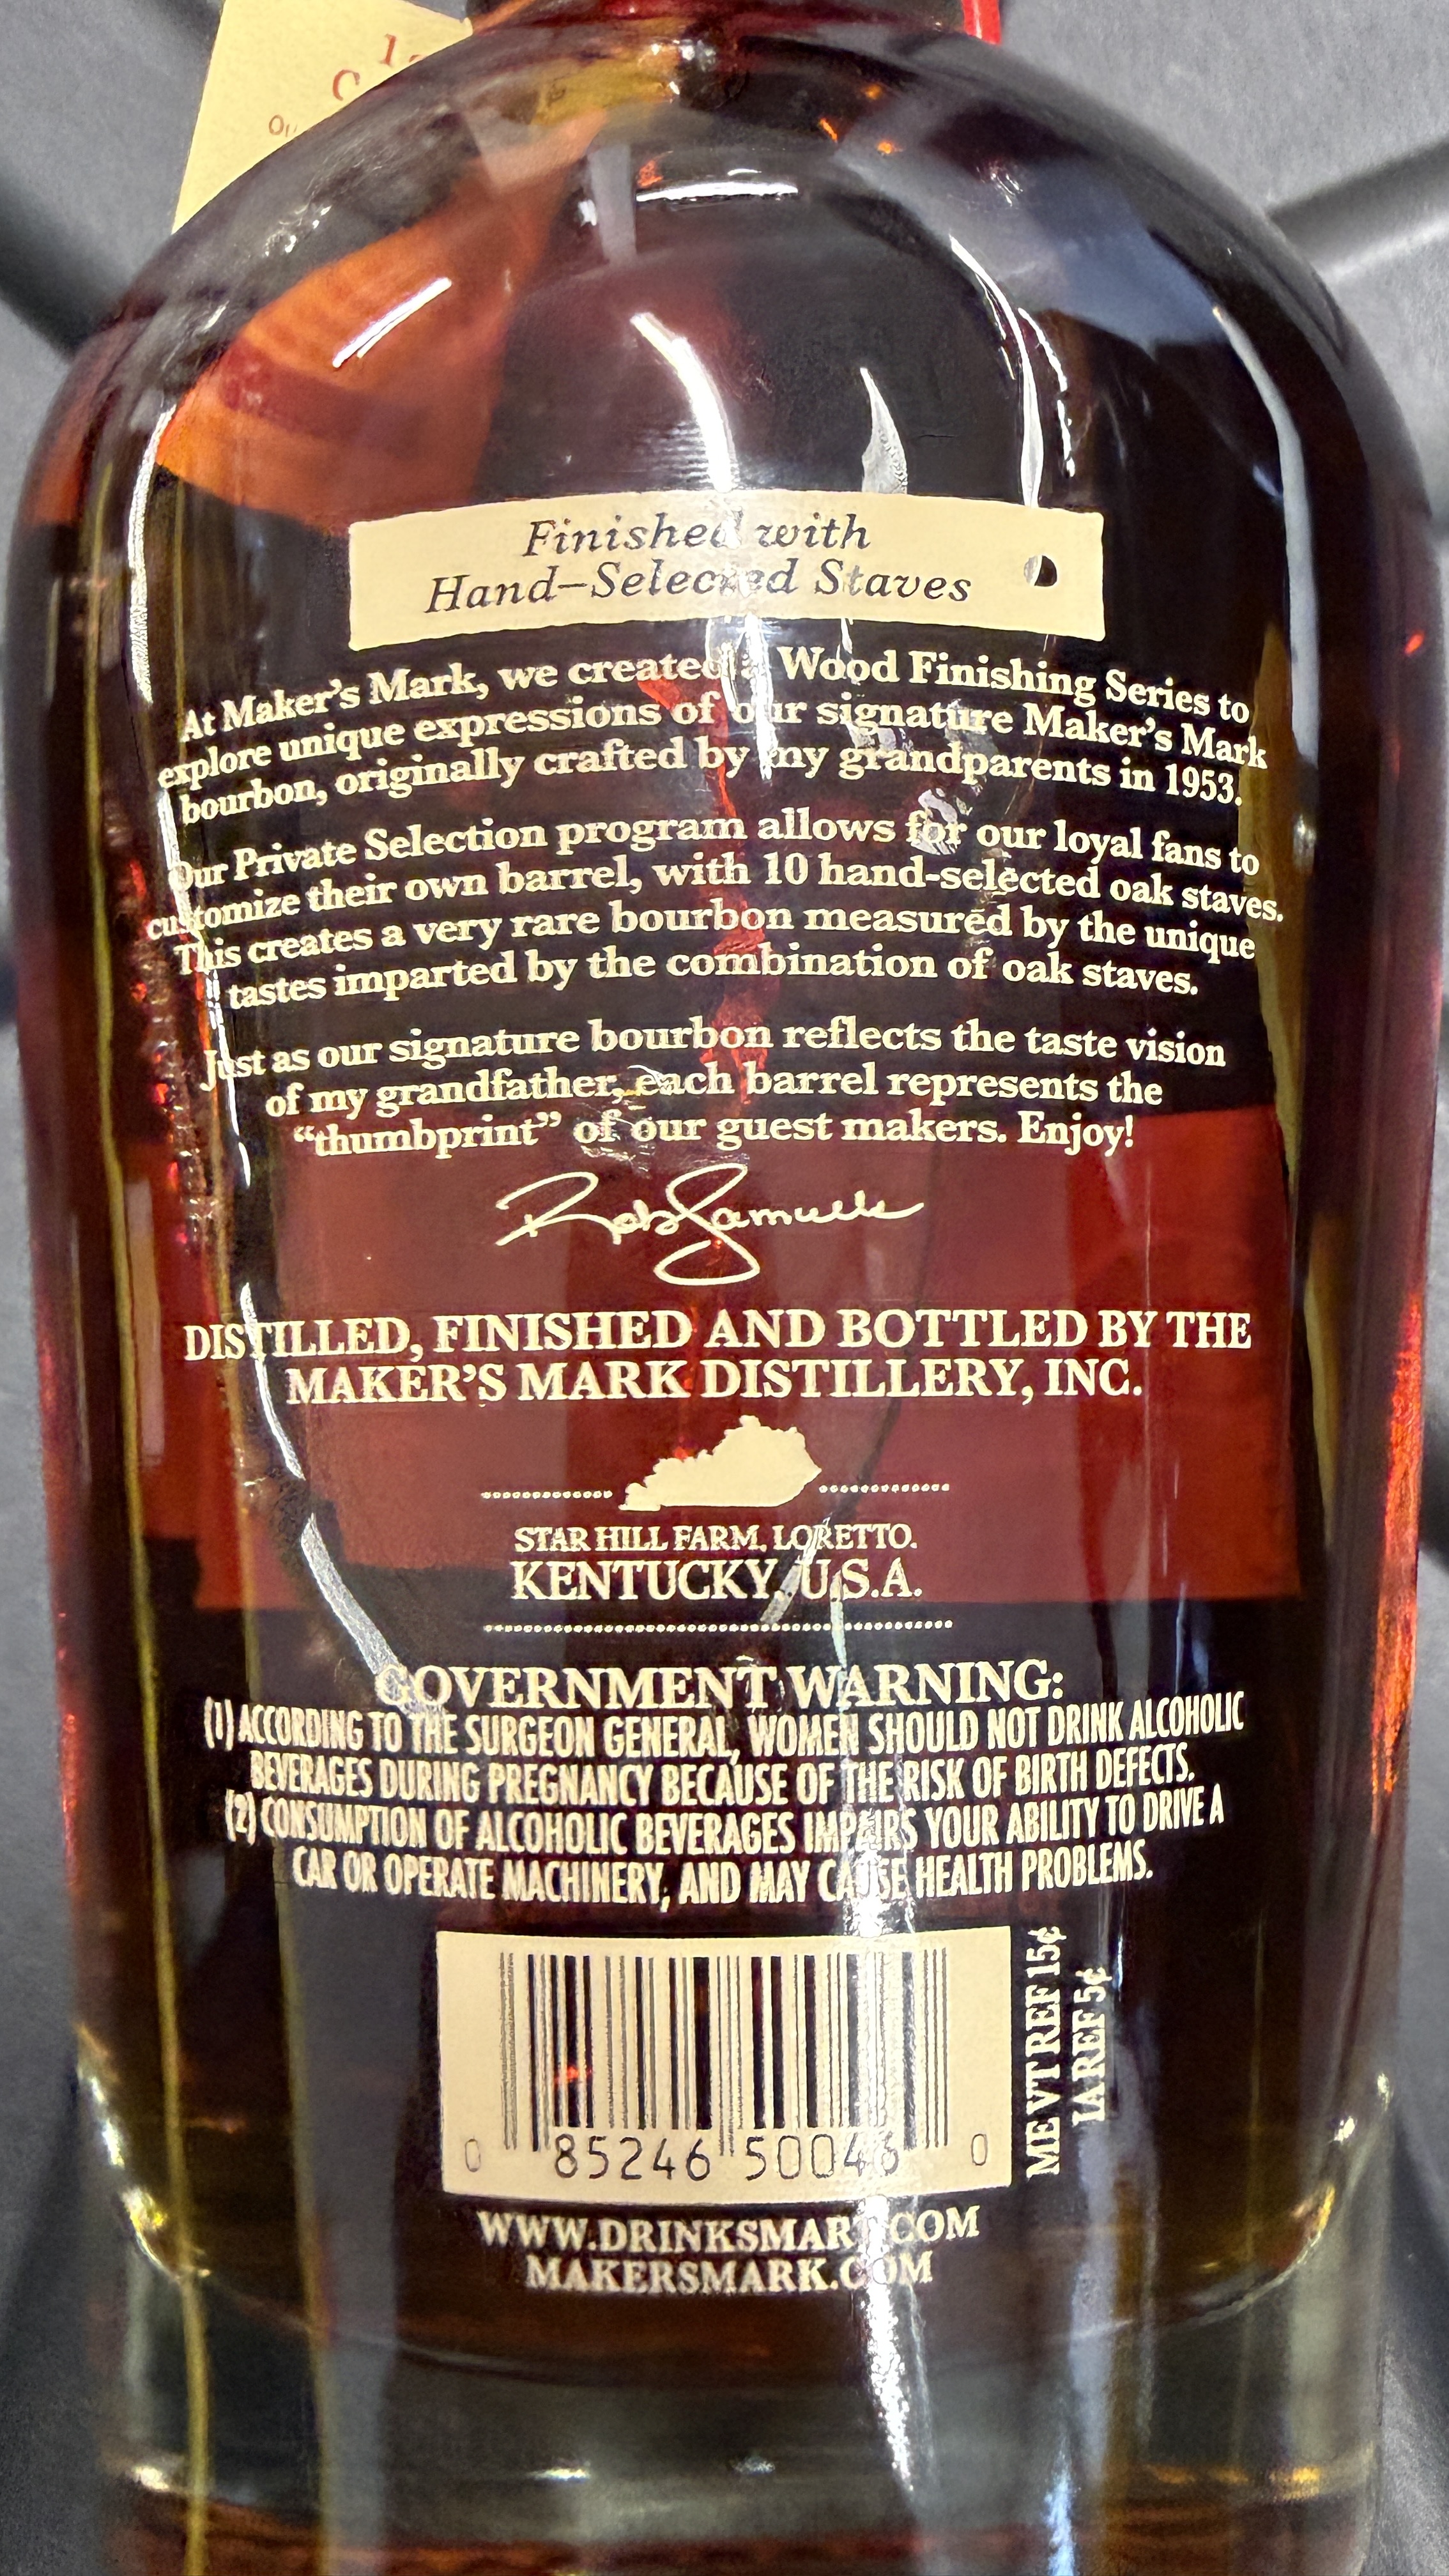 Finished with
Hand-Selected Staves
At Maker's Mark, we created a Wood Finishing Series to
explore unique expressions of our signature Maker's Mark
bourbon, originally crafted by my grandparents in 1953.
Our Private Selection program allows for our loyal fans to
customize their own barrel, with 10 hand-selected oak staves.
This creates a very rare bourbon measured by the unique
tastes imparted by the combination of oak staves.
Just as our signature bourbon reflects the taste vision
of my grandfather, each barrel represents the
“thumbprint” of our guest makers. Enjoy!
Rob Samuels
DISTILLED, FINISHED AND BOTTLED BY THE
MAKER'S MARK DISTILLERY, INC.
STAR HILL FARM, LORETTO.
KENTUCKY, U.S.A.
GOVERNMENT WARNING:
(1) ACCORDING TO THE SURGEON GENERAL, WOMEN SHOULD NOT DRINK ALCOHOLIC
BEVERAGES DURING PREGNANCY BECAUSE OF THE RISK OF BIRTH DEFECTS.
(2) CONSUMPTION OF ALCOHOLIC BEVERAGES IMPAIRS YOUR ABILITY TO DRIVE A
CAR OR OPERATE MACHINERY, AND MAY CAUSE HEALTH PROBLEMS.
0 85246 50046 0
ME VT REF 15¢
IA REF 5¢
WWW.DRINKSMART.COM
MAKERSMARK.COM